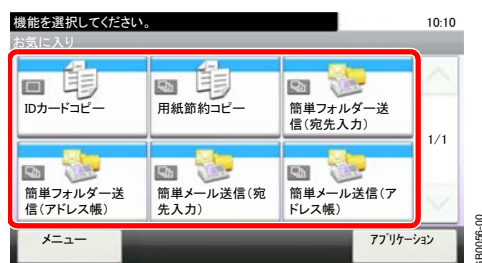 機能を選択してください。
10:10
お気に入り
IDカードコピー
用紙節約コピー
簡単フォルダー送
信(宛先入力)
1/1
簡単フォルダー送
信(アドレス帳)
簡単メール送信(宛
先入力)
簡単メール送信(ア
ドレス帳)
メニュー
アプリケーション